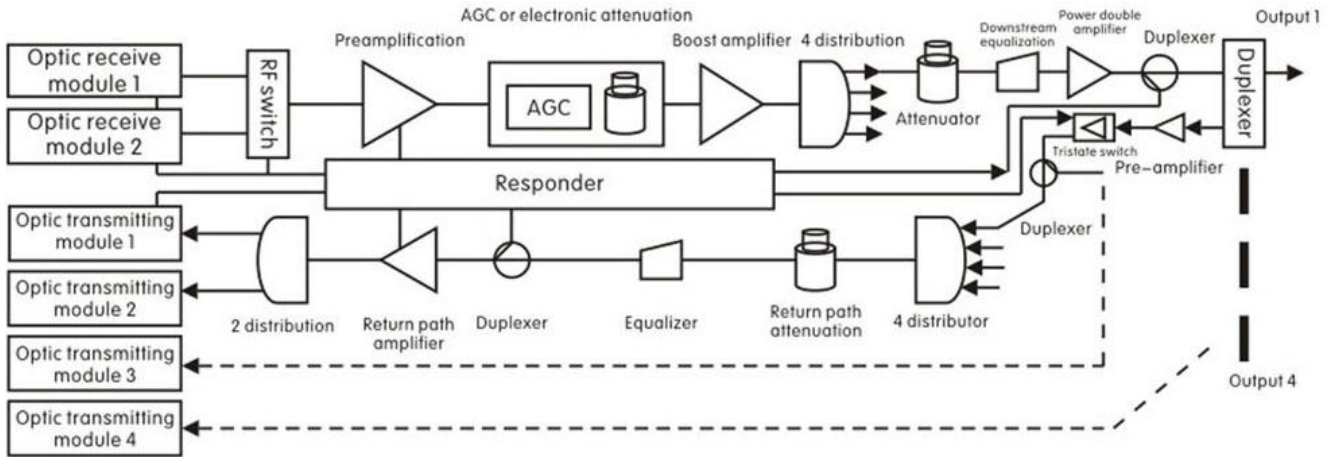 AGC or electronic attenuation
Output 1
Optic receive
module 1
Optic receive
module 2
RF switch
Preamplification
AGC
Boost amplifier
4 distribution
Attenuator
Downstream
equalization
Power double
amplifier
Duplexer
Duplexer
Tristate switch
Pre-amplifier
Responder
Duplexer
Optic transmitting
module 1
Optic transmitting
module 2
Optic transmitting
module 3
Optic transmitting
module 4
2 distribution
Return path
amplifier
Duplexer
Equalizer
Return path
attenuation
4 distributor
Output 4